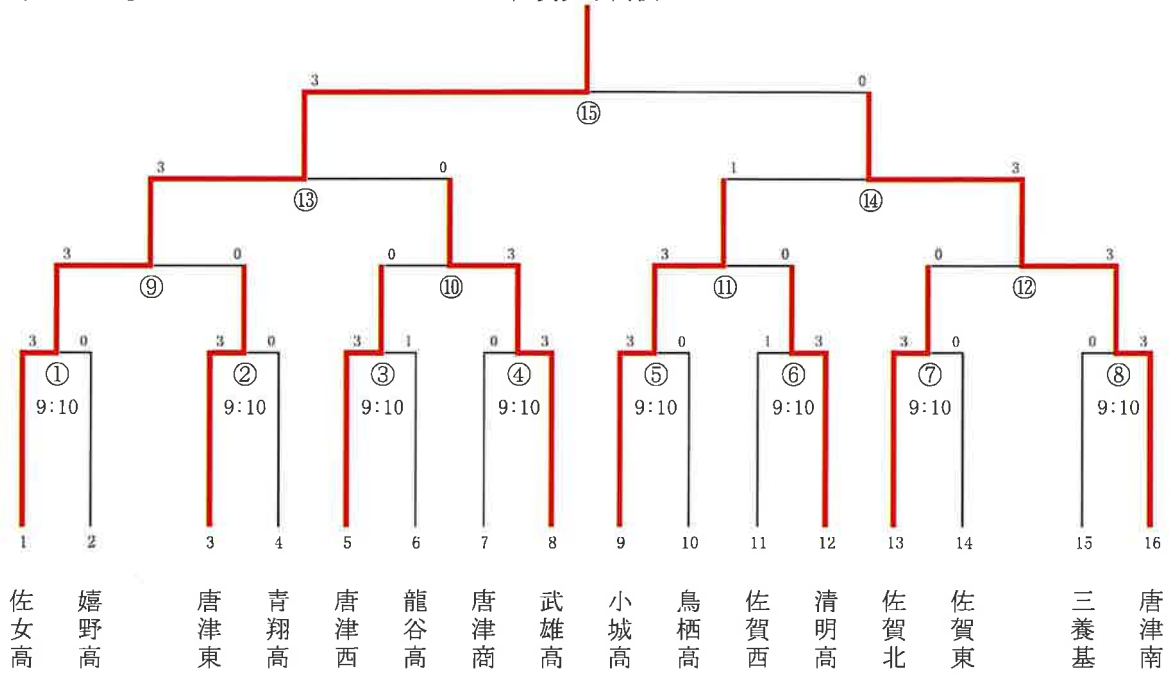 3 0
⑮
3 0 1 3
⑬ ⑭
3 0 0 3 3 0 0 3
⑨ ⑩ ⑪ ⑫
3 0 3 0 3 1 0 3 3 0 1 3 3 0 0 3
① ② ③ ④ ⑤ ⑥ ⑦ ⑧
9:10 9:10 9:10 9:10 9:10 9:10 9:10 9:10
1 2 3 4 5 6 7 8 9 10 11 12 13 14 15 16
佐女高
嬉野高
唐津東
青翔高
唐津西
龍谷高
唐津商
武雄高
小城高
鳥栖高
佐賀西
清明高
佐賀北
佐賀東
三養基
唐津南